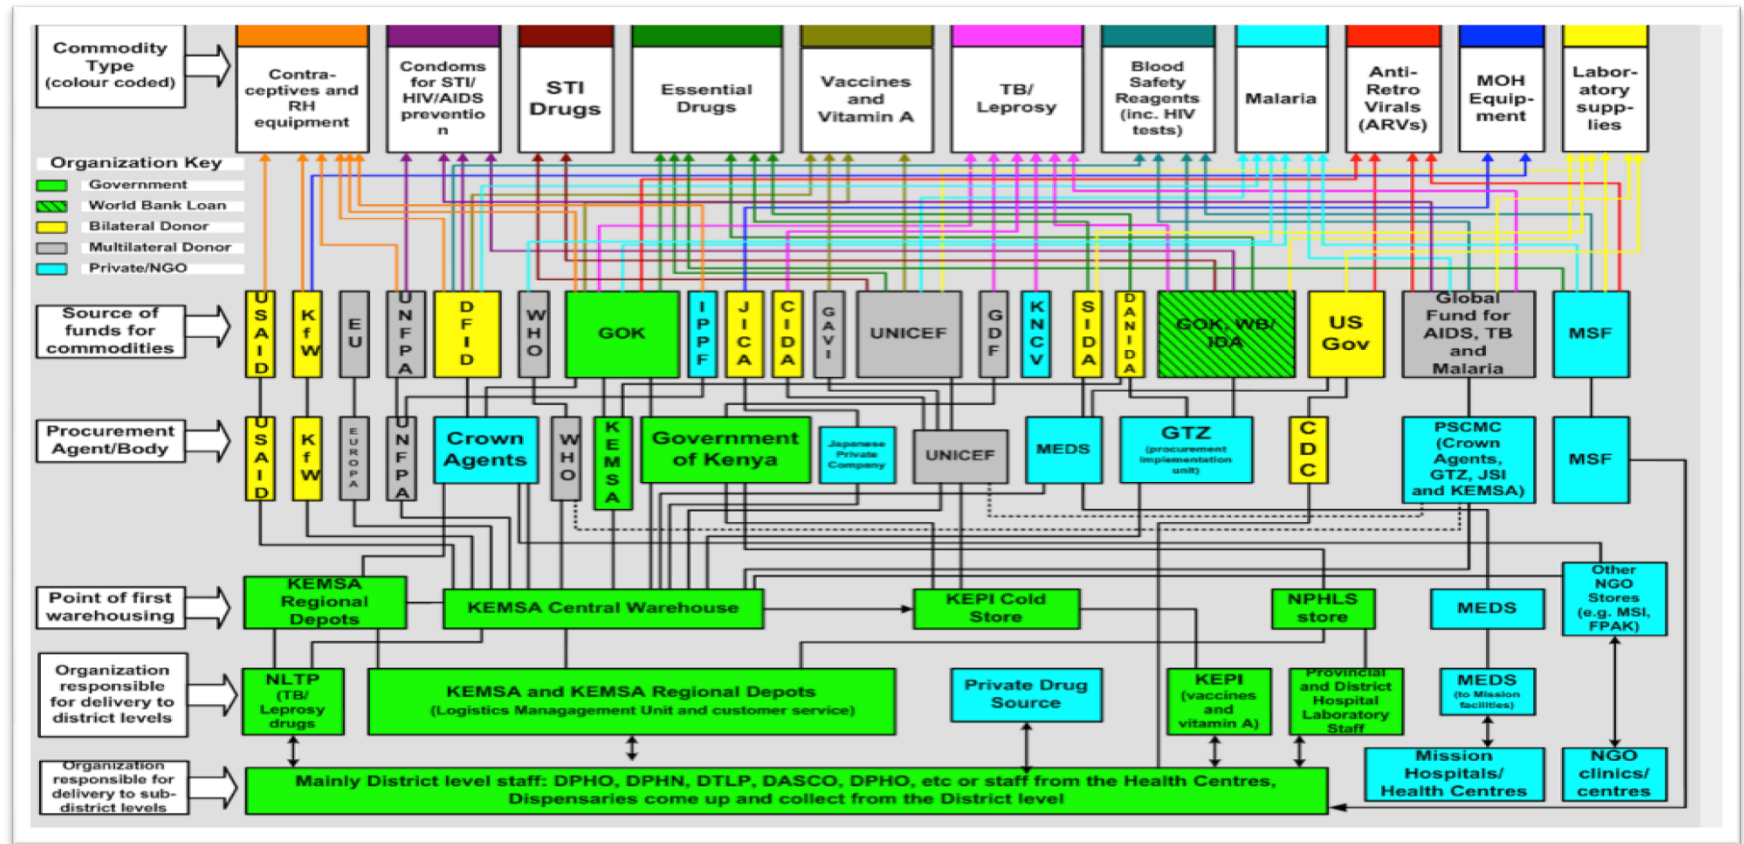 Commodity
Type
(colour coded)
Contra-
ceptives and
RH
equipment
Condoms
for STI/
HIV/AIDS
preventio
n
STI
Drugs
Essential
Drugs
Vaccines
and
Vitamin A
TB/
Leprosy
Blood
Safety
Reagents
(inc. HIV
tests)
Malaria
Anti-
Retro
Virals
(ARVs)
MOH
Equip-
ment
Labor-
atory
supp-
lies
Organization Key
Government
World Bank Loan
Bilateral Donor
Multilateral Donor
Private/NGO
Source of
funds for
commodities
USAID
KfW
EU
UNFPA
DFID
WHO
GOK
IPPF
JICA
CIDA
GAVI
UNICEF
GDF
KNCV
SIDA
DANIDA
GOK, WB/
IDA
US
Gov
Global
Fund for
AIDS, TB
and
Malaria
MSF
Procurement
Agent/Body
USAID
KfW
EUROPA
UNFPA
Crown
Agents
WHO
KEMSA
Government
of Kenya
Japanese
Private
Company
UNICEF
MEDS
GTZ
(procurement
implementation
unit)
CDC
PSCMC
(Crown
Agents,
GTZ, JSI
and KEMSA)
MSF
Point of first
warehousing
KEMSA
Regional
Depots
KEMSA Central Warehouse
KEPI Cold
Store
NPHLS
store
MEDS
Other
NGO
Stores
(e.g. MSI,
FPAK)
Organization
responsible
for delivery to
district levels
NLTP
(TB/
Leprosy
drugs
KEMSA and KEMSA Regional Depots
(Logistics Managagement Unit and customer service)
Private Drug
Source
KEPI
(vaccines
and
vitamin A)
Provincial
and District
Hospital
Laboratory
Staff
MEDS
(to Mission
facilities)
Organization
responsible for
delivery to sub-
district levels
Mainly District level staff: DPHO, DPHN, DTLP, DASCO, DPHO, etc or staff from the Health Centres,
Dispensaries come up and collect from the District level
Mission
Hospitals/
Health Centres
NGO
clinics/
centres